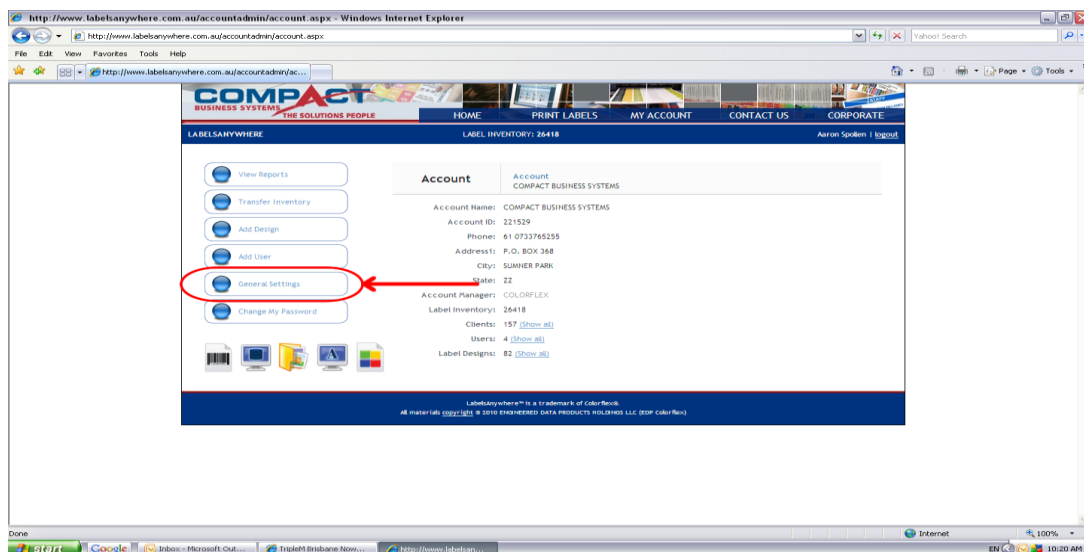 http://www.labelsanywhere.com.au/accountadmin/account.aspx - Windows Internet Explorer
http://www.labelsanywhere.com.au/accountadmin/account.aspx
Yahoo! Search
File Edit View Favorites Tools Help
http://www.labelsanywhere.com.au/accountadmin/ac...
Page Tools
COMPACT
BUSINESS SYSTEMS
THE SOLUTIONS PEOPLE
HOME PRINT LABELS MY ACCOUNT CONTACT US CORPORATE
LABELSANYWHERE LABEL INVENTORY: 26418 Aaron Spollen | logout
View Reports
Transfer Inventory
Add Design
Add User
General Settings
Change My Password
Account
Account
COMPACT BUSINESS SYSTEMS
Account Name: COMPACT BUSINESS SYSTEMS
Account ID: 221529
Phone: 61 0733765255
Address1: P.O. BOX 368
City: SUMNER PARK
State: ZZ
Account Manager: COLORFLEX
Label Inventory: 26418
Clients: 157 (Show all)
Users: 4 (Show all)
Label Designs: 82 (Show all)
LabelsAnywhere™ is a trademark of Colorflex®.
All materials copyright © 2010 ENGINEERED DATA PRODUCTS HOLDINGS LLC (EDP Colorflex)
Done Internet 100%
start Google Inbox - Microsoft Out... TripleM Brisbane Now... http://www.labelsan... EN 10:20 AM